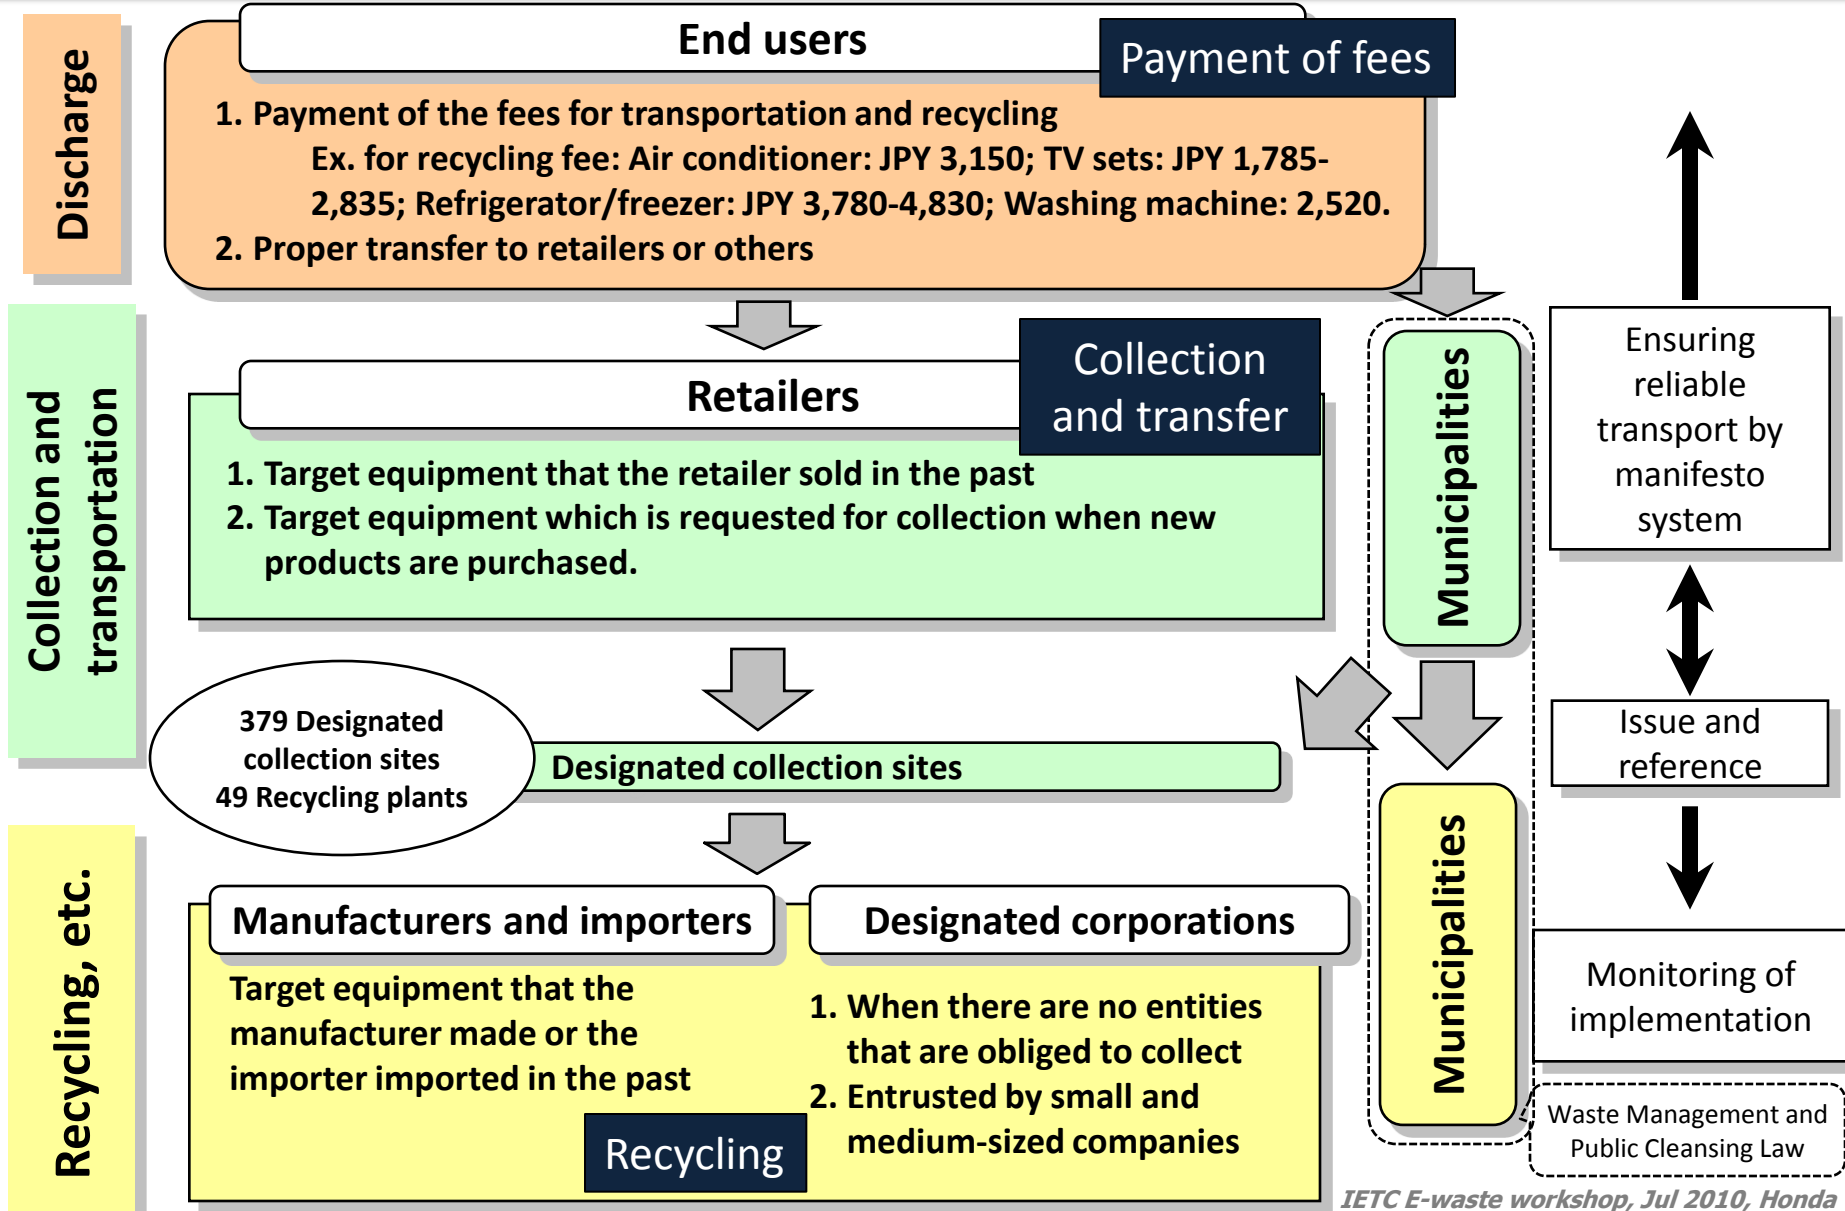 Discharge
End users
Payment of fees
1. Payment of the fees for transportation and recycling
Ex. for recycling fee: Air conditioner: JPY 3,150; TV sets: JPY 1,785-
2,835; Refrigerator/freezer: JPY 3,780-4,830; Washing machine: 2,520.
2. Proper transfer to retailers or others
Collection and
transportation
Retailers
Collection
and transfer
1. Target equipment that the retailer sold in the past
2. Target equipment which is requested for collection when new
products are purchased.
Municipalities
Ensuring
reliable
transport by
manifesto
system
379 Designated
collection sites
49 Recycling plants
Designated collection sites
Issue and
reference
Recycling, etc.
Manufacturers and importers
Target equipment that the
manufacturer made or the
importer imported in the past
Recycling
Designated corporations
1. When there are no entities
that are obliged to collect
2. Entrusted by small and
medium-sized companies
Municipalities
Monitoring of
implementation
Waste Management and
Public Cleansing Law
IETC E-waste workshop, Jul 2010, Honda